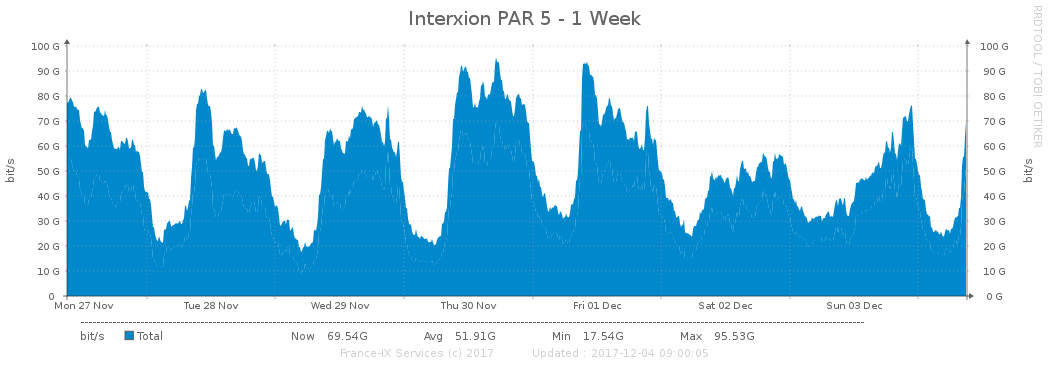 Interxion PAR 5 - 1 Week
RRDTOOL / TOBI OETIKER
100 G 100 G
90 G 90 G
80 G 80 G
70 G 70 G
60 G 60 G
50 G 50 G
40 G 40 G
30 G 30 G
20 G 20 G
10 G 10 G
0 0 G
bit/s bit/s
Mon 27 Nov Tue 28 Nov Wed 29 Nov Thu 30 Nov Fri 01 Dec Sat 02 Dec Sun 03 Dec
bit/s Total Now 69.54G Avg 51.91G Min 17.54G Max 95.53G
France-IX Services (c) 2017 Updated : 2017-12-04 09:00:05